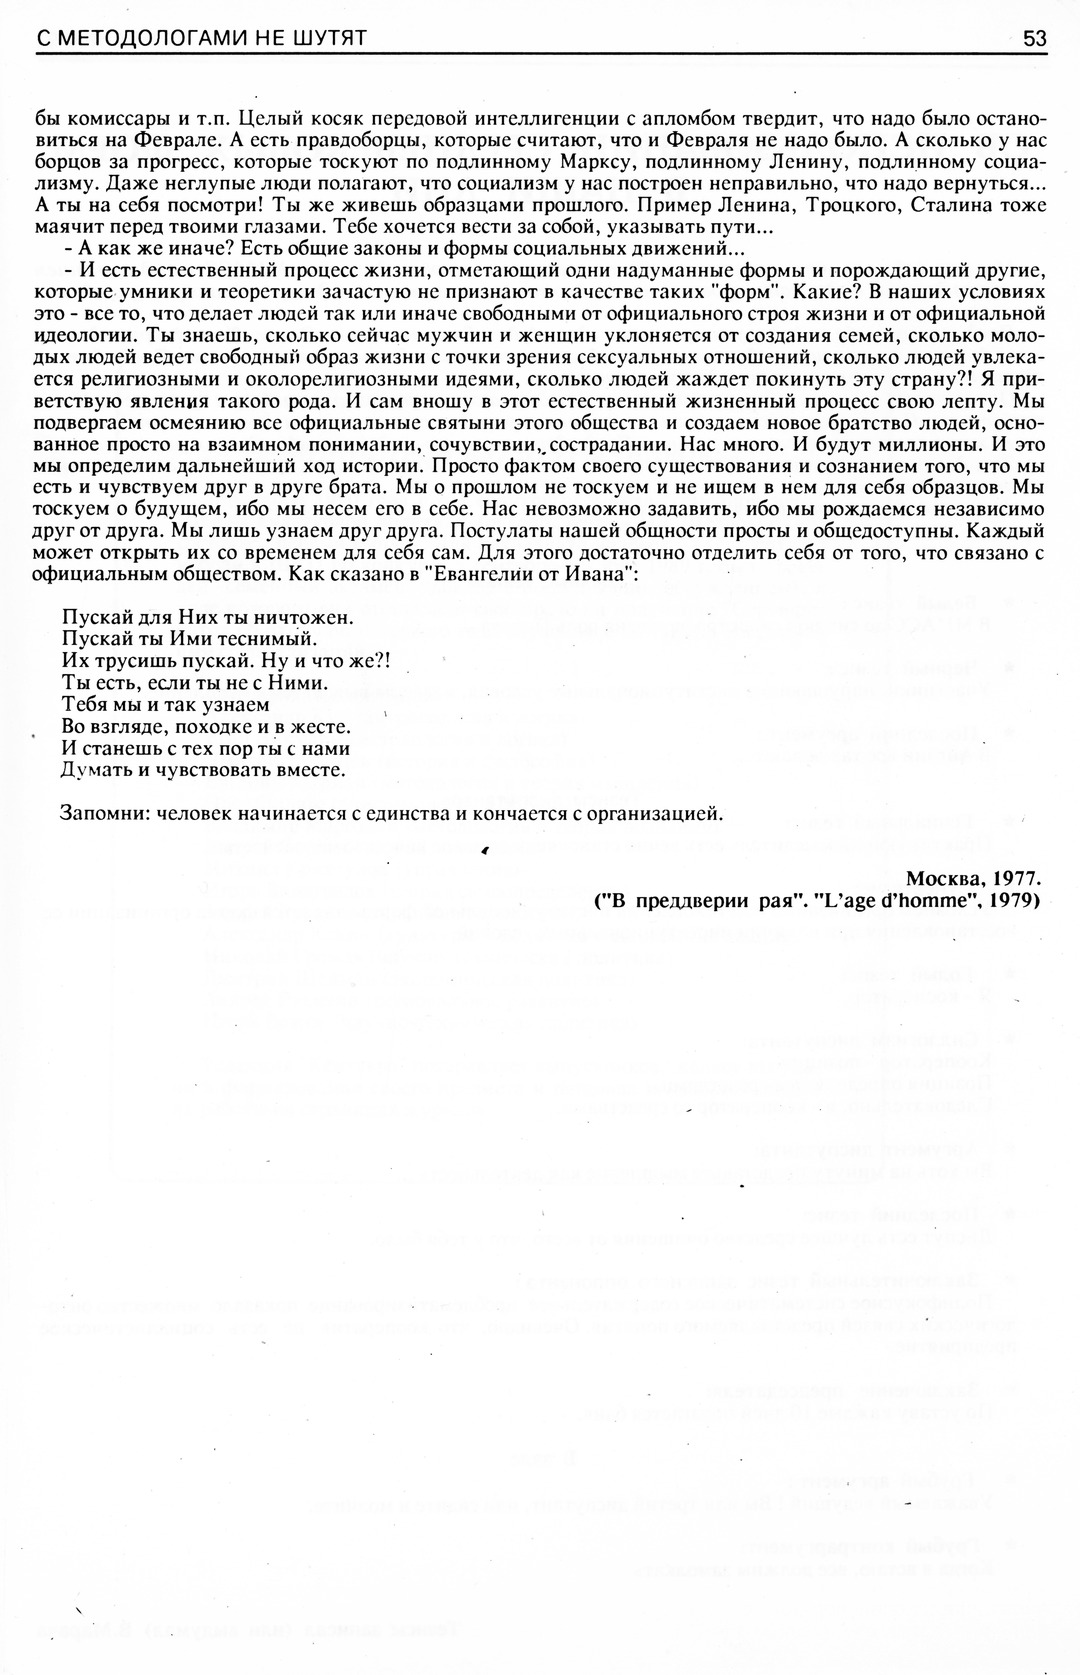 С МЕТОДОЛОГАМИ НЕ ШУТЯТ 53
бы комиссары и т.п. Целый косяк передовой интеллигенции с апломбом твердит, что надо было остано-
виться на Феврале. А есть правдоборцы, которые считают, что и Февраля не надо было. А сколько у нас
борцов за прогресс, которые тоскуют по подлинному Марксу, подлинному Ленину, подлинному социа-
лизму. Даже неглупые люди полагают, что социализм у нас построен неправильно, что надо вернуться...
А ты на себя посмотри! Ты же живешь образцами прошлого. Пример Ленина, Троцкого, Сталина тоже
маячит перед твоими глазами. Тебе хочется вести за собой, указывать пути...
- А как же иначе? Есть общие законы и формы социальных движений...
- И есть естественный процесс жизни, отметающий одни надуманные формы и порождающий другие,
которые умники и теоретики зачастую не признают в качестве таких "форм". Какие? В наших условиях
это - все то, что делает людей так или иначе свободными от официального строя жизни и от официальной
идеологии. Ты знаешь, сколько сейчас мужчин и женщин уклоняется от создания семей, сколько моло-
дых людей ведет свободный образ жизни с точки зрения сексуальных отношений, сколько людей увлека-
ется религиозными и околорелигиозными идеями, сколько людей жаждет покинуть эту страну?! Я при-
ветствую явления такого рода. И сам вношу в этот естественный жизненный процесс свою лепту. Мы
подвергаем осмеянию все официальные святыни этого общества и создаем новое братство людей, осно-
ванное просто на взаимном понимании, сочувствии, сострадании. Нас много. И будут миллионы. И это
мы определим дальнейший ход истории. Просто фактом своего существования и сознанием того, что мы
есть и чувствуем друг в друге брата. Мы о прошлом не тоскуем и не ищем в нем для себя образцов. Мы
тоскуем о будущем, ибо мы несем его в себе. Нас невозможно задавить, ибо мы рождаемся независимо
друг от друга. Мы лишь узнаем друг друга. Постулаты нашей общности просты и общедоступны. Каждый
может открыть их со временем для себя сам. Для этого достаточно отделить себя от того, что связано с
официальным обществом. Как сказано в "Евангелии от Ивана":
Пускай для Них ты ничтожен.
Пускай ты Ими теснимый.
Их трусишь пускай. Ну и что же?!
Ты есть, если ты не с Ними.
Тебя мы и так узнаем
Во взгляде, походке и в жесте.
И станешь с тех пор ты с нами
Думать и чувствовать вместе.
Запомни: человек начинается с единства и кончается с организацией.
Москва, 1977.
("В преддверии рая". "L'age d'homme", 1979)